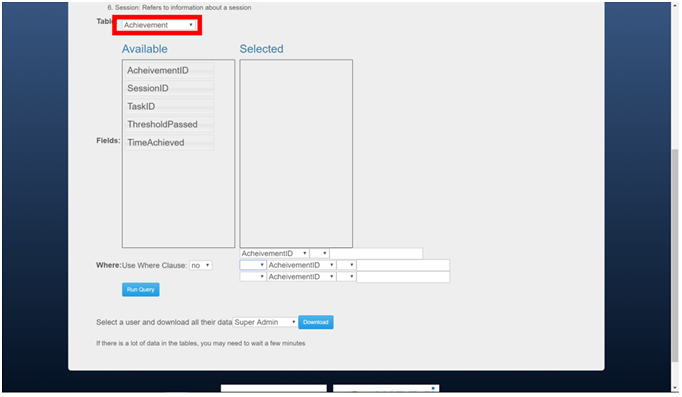 6. Session: Refers to information about a session
Table: Achievement
Available Selected
AcheivementID
SessionID
TaskID
ThresholdPassed
Fields:
TimeAchieved
AcheivementID
Where: Use Where Clause: no AcheivementID
AcheivementID
Run Query
Select a user and download all their data Super Admin Download
If there is a lot of data in the tables, you may need to wait a few minutes